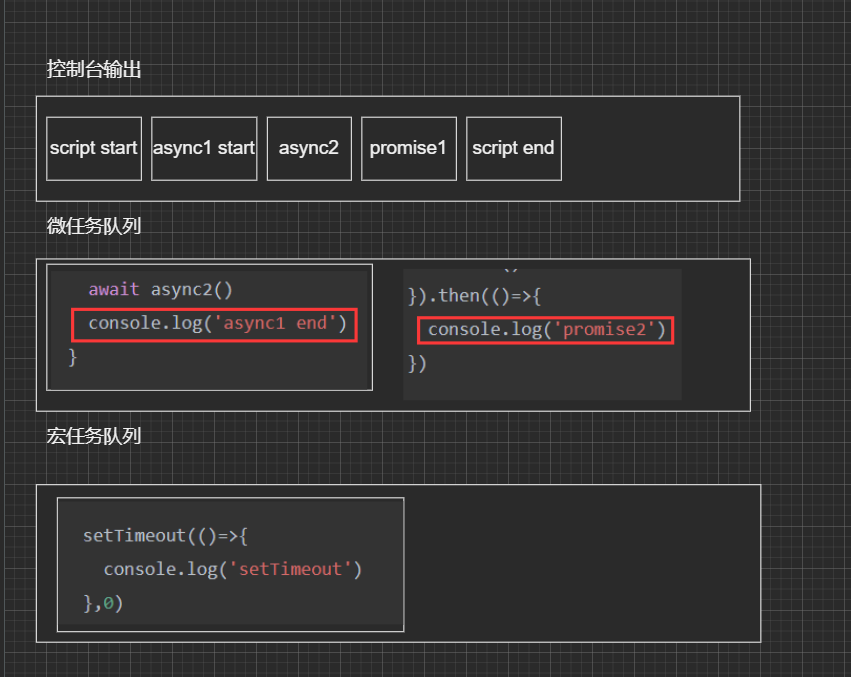 控制台输出
script start
async1 start
async2
promise1
script end
微任务队列
await async2()
console.log('async1 end')
}
}).then(()=>{
console.log('promise2')
})
宏任务队列
setTimeout(()=>{
console.log('setTimeout')
},0)